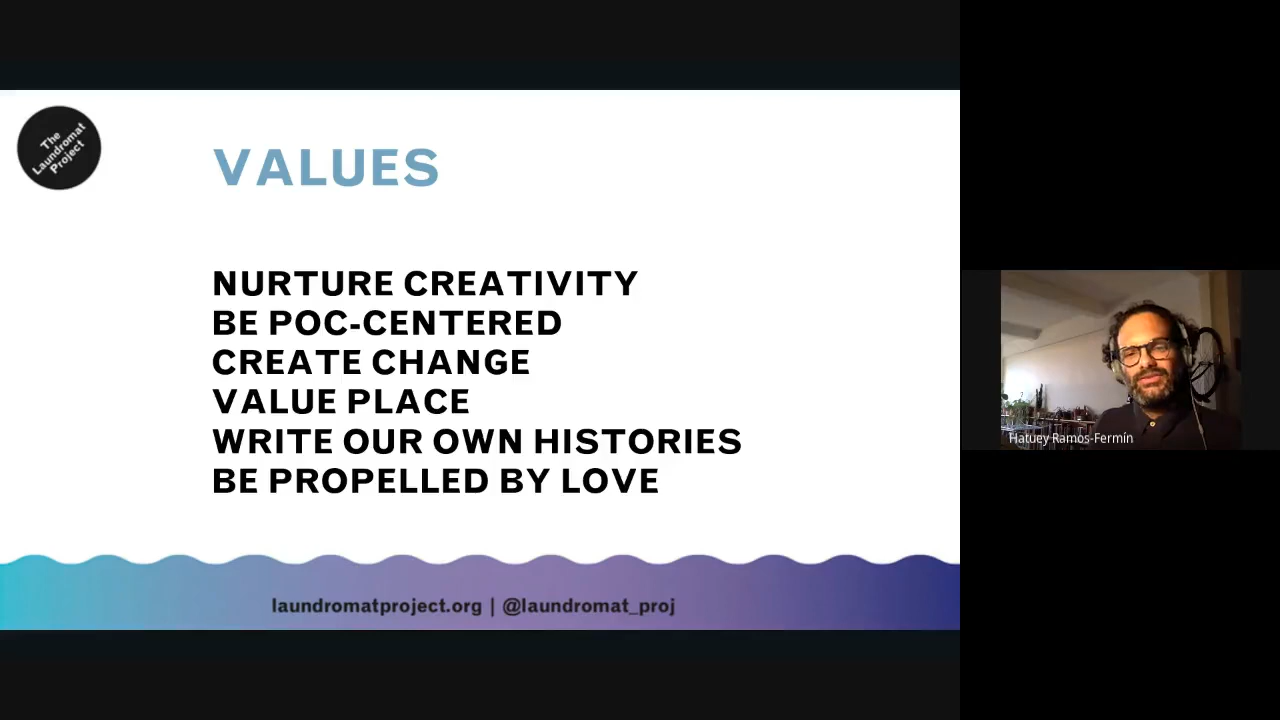 The
Laundromat
Project
VALUES
NURTURE CREATIVITY
BE POC-CENTERED
CREATE CHANGE
VALUE PLACE
WRITE OUR OWN HISTORIES
BE PROPELLED BY LOVE
laundromatproject.org | @laundromat_proj
Hatuey Ramos-Fermín